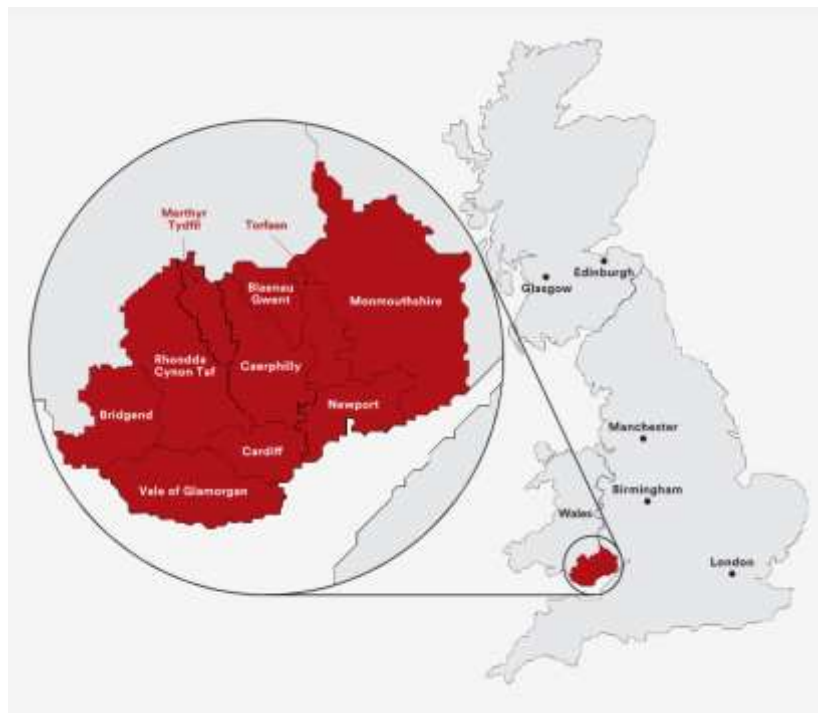 Merthyr
Tydfil
Torfaen
Blaenau
Gwent
Monmouthshire
Rhondda
Cynon Taf
Caerphilly
Bridgend
Newport
Cardiff
Vale of Glamorgan
Edinburgh
Glasgow
Manchester
Birmingham
Wales
London